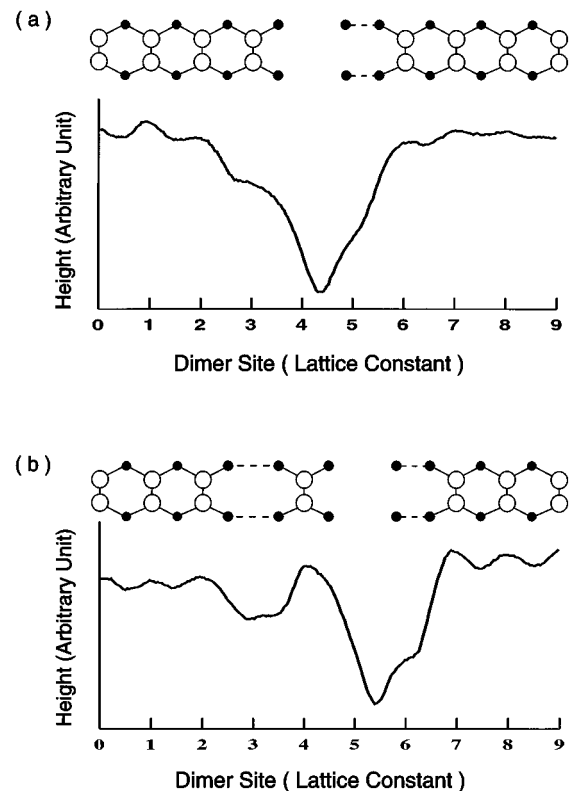 ( a )
Height (Arbitrary Unit)
0 1 2 3 4 5 6 7 8 9
Dimer Site ( Lattice Constant )
( b )
Height (Arbitrary Unit)
0 1 2 3 4 5 6 7 8 9
Dimer Site ( Lattice Constant )